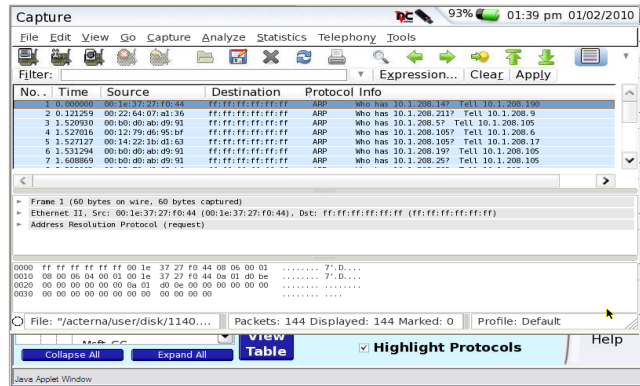 Capture 93% 01:39 pm 01/02/2010
File Edit View Go Capture Analyze Statistics Telephony Tools
Filter: Expression... Clear Apply
No. . Time Source Destination Protocol Info
1 0.000000 00:1e:37:27:f0:44 ff:ff:ff:ff:ff:ff ARP Who has 10.1.208.14? Tell 10.1.208.190
2 0.121259 00:22:64:07:a1:36 ff:ff:ff:ff:ff:ff ARP Who has 10.1.208.211? Tell 10.1.208.9
3 1.520930 00:b0:d0:ab:d9:91 ff:ff:ff:ff:ff:ff ARP Who has 10.1.208.5? Tell 10.1.208.105
4 1.527016 00:12:79:d6:95:bf ff:ff:ff:ff:ff:ff ARP Who has 10.1.208.105? Tell 10.1.208.6
5 1.527127 00:14:22:1b:d1:63 ff:ff:ff:ff:ff:ff ARP Who has 10.1.208.105? Tell 10.1.208.17
6 1.531294 00:b0:d0:ab:d9:91 ff:ff:ff:ff:ff:ff ARP Who has 10.1.208.19? Tell 10.1.208.105
7 1.608869 00:b0:d0:ab:d9:91 ff:ff:ff:ff:ff:ff ARP Who has 10.1.208.25? Tell 10.1.208.105
Frame 1 (60 bytes on wire, 60 bytes captured)
Ethernet II, Src: 00:1e:37:27:f0:44 (00:1e:37:27:f0:44), Dst: ff:ff:ff:ff:ff:ff (ff:ff:ff:ff:ff:ff)
Address Resolution Protocol (request)
0000 ff ff ff ff ff ff 00 1e 37 27 f0 44 08 06 00 01 ........ 7'.D....
0010 08 00 06 04 00 01 00 1e 37 27 f0 44 0a 01 d0 be ........ 7'.D....
0020 00 00 00 00 00 00 0a 01 d0 0e 00 00 00 00 00 00 ........ ........
0030 00 00 00 00 00 00 00 00 00 00 00 00 ........ ....
File: "/acterna/user/disk/1140.... Packets: 144 Displayed: 144 Marked: 0 Profile: Default
View Help
Collapse All Expand All Table Highlight Protocols
Java Applet Window